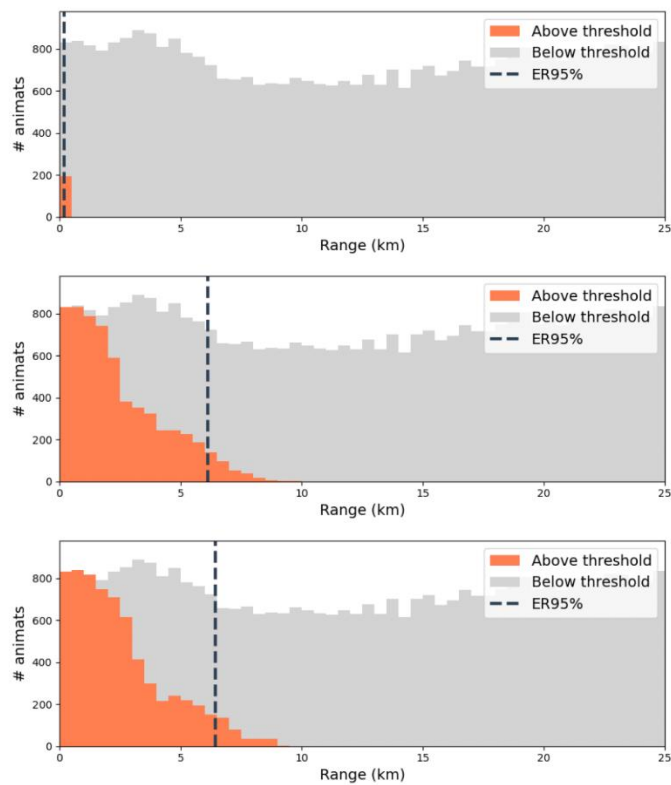 800
600
400
200
0
# animats
0 5 10 15 20 25
Range (km)
Above threshold
Below threshold
ER95%
800
600
400
200
0
# animats
0 5 10 15 20 25
Range (km)
Above threshold
Below threshold
ER95%
800
600
400
200
0
# animats
0 5 10 15 20 25
Range (km)
Above threshold
Below threshold
ER95%